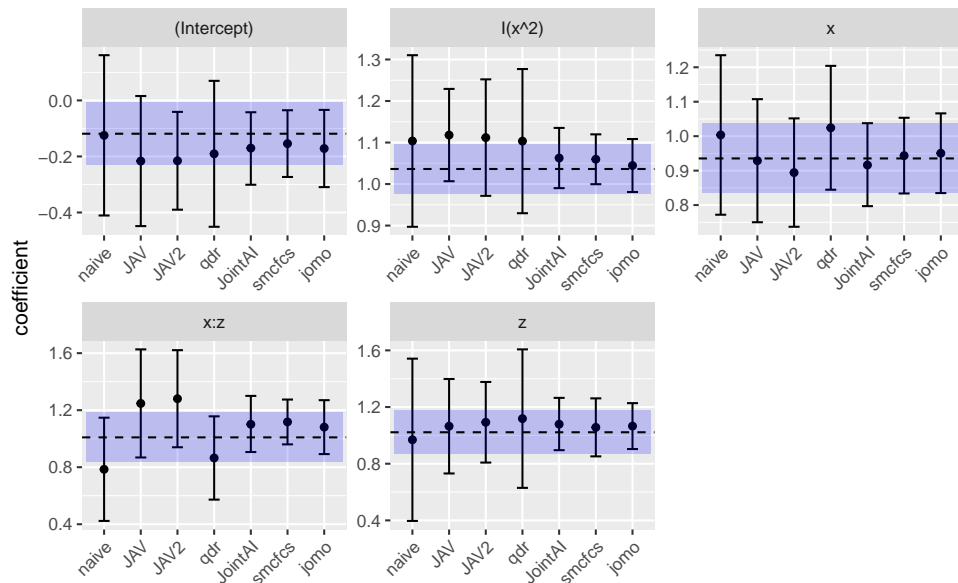 (Intercept)
I(x^2)
x
0.0
−0.2
−0.4
1.3
1.2
1.1
1.0
0.9
1.2
1.1
1.0
0.9
0.8
naive
JAV
JAV2
qdr
JointAI
smcfcs
jomo
naive
JAV
JAV2
qdr
JointAI
smcfcs
jomo
naive
JAV
JAV2
qdr
JointAI
smcfcs
jomo
coefficient
x:z
z
1.6
1.2
0.8
0.4
1.6
1.2
0.8
0.4
naive
JAV
JAV2
qdr
JointAI
smcfcs
jomo
naive
JAV
JAV2
qdr
JointAI
smcfcs
jomo